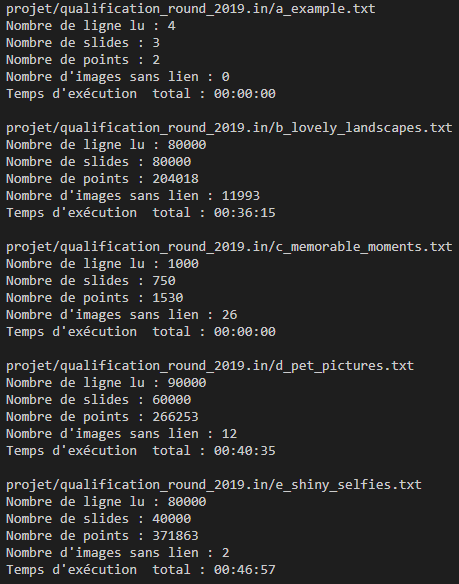 projet/qualification_round_2019.in/a_example.txt
Nombre de ligne lu : 4
Nombre de slides : 3
Nombre de points : 2
Nombre d'images sans lien : 0
Temps d'exécution  total : 00:00:00

projet/qualification_round_2019.in/b_lovely_landscapes.txt
Nombre de ligne lu : 80000
Nombre de slides : 80000
Nombre de points : 204018
Nombre d'images sans lien : 11993
Temps d'exécution  total : 00:36:15

projet/qualification_round_2019.in/c_memorable_moments.txt
Nombre de ligne lu : 1000
Nombre de slides : 750
Nombre de points : 1530
Nombre d'images sans lien : 26
Temps d'exécution  total : 00:00:00

projet/qualification_round_2019.in/d_pet_pictures.txt
Nombre de ligne lu : 90000
Nombre de slides : 60000
Nombre de points : 266253
Nombre d'images sans lien : 12
Temps d'exécution  total : 00:40:35

projet/qualification_round_2019.in/e_shiny_selfies.txt
Nombre de ligne lu : 80000
Nombre de slides : 40000
Nombre de points : 371863
Nombre d'images sans lien : 2
Temps d'exécution  total : 00:46:57